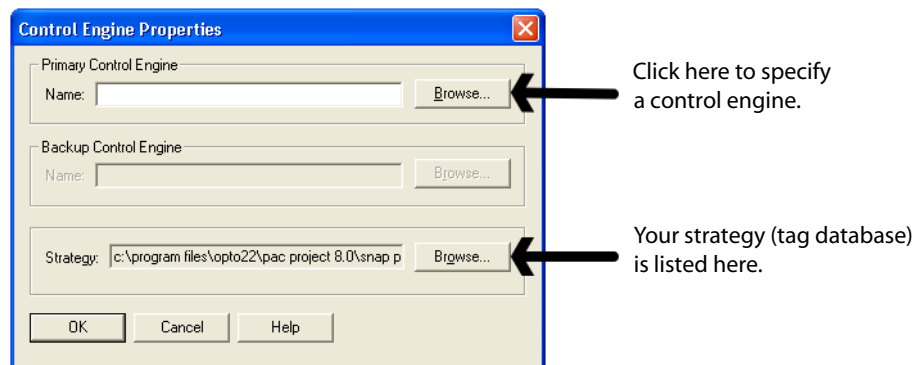 Control Engine Properties
Primary Control Engine
Name:
Browse...
Click here to specify
a control engine.
Backup Control Engine
Name:
Browse...
Strategy:
c:\program files\opto22\pac project 8.0\snap p
Browse...
Your strategy (tag database)
is listed here.
OK
Cancel
Help